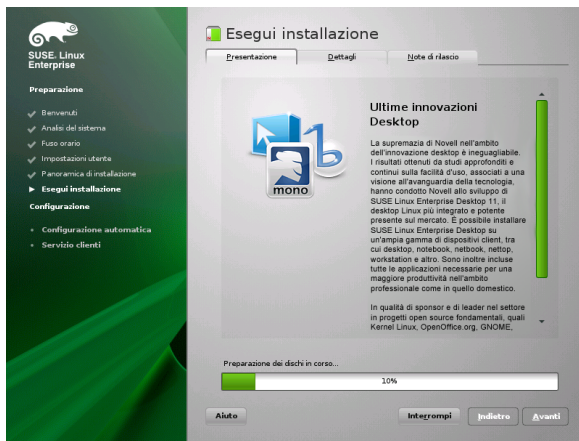 SUSE. Linux
Enterprise
Preparazione
Benvenuti
Analisi del sistema
Fuso orario
Impostazioni utente
Panoramica di installazione
Esegui installazione
Configurazione
Configurazione automatica
Servizio clienti
Esegui installazione
Presentazione
Dettagli
Note di rilascio
mono
Ultime innovazioni
Desktop
La supremazia di Novell nell'ambito
dell'innovazione desktop è ineguagliabile.
I risultati ottenuti da studi approfonditi e
continui sulla facilità d'uso, associati a una
visione all'avanguardia della tecnologia,
hanno condotto Novell allo sviluppo di
SUSE Linux Enterprise Desktop 11, il
desktop Linux più integrato e potente
presente sul mercato. È possibile installare
SUSE Linux Enterprise Desktop su
un'ampia gamma di dispositivi client, tra
cui desktop, notebook, netbook, nettop,
workstation e altro. Sono inoltre incluse
tutte le applicazioni necessarie per una
maggiore produttività nell'ambito
professionale come in quello domestico.
In qualità di sponsor e di leader nel settore
in progetti open source fondamentali, quali
Kernel Linux, OpenOffice.org, GNOME,
Preparazione dei dischi in corso...
10%
Aiuto
Interrompi
Indietro
Avanti